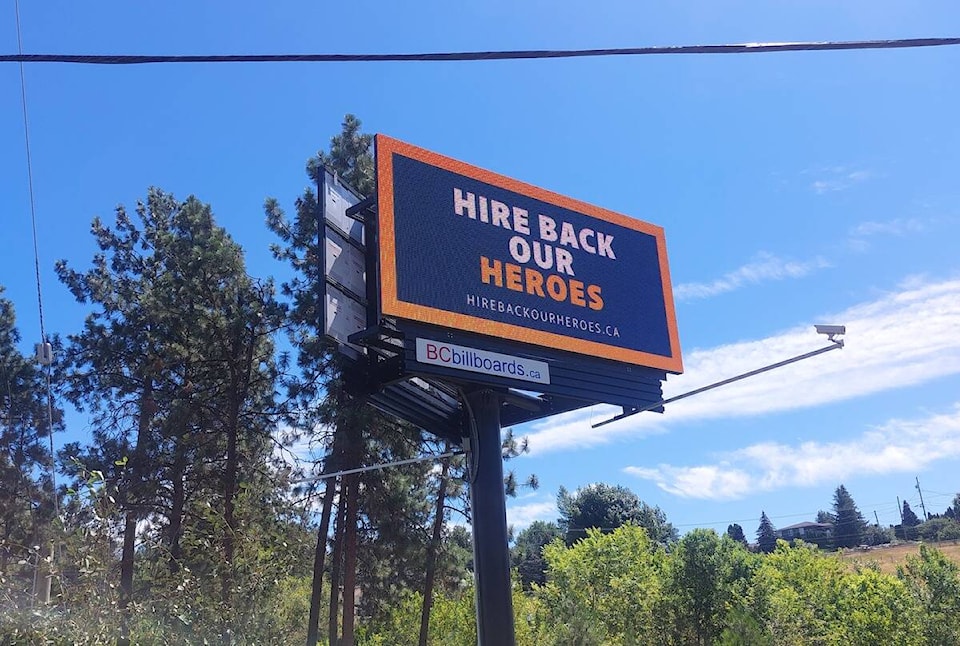 HIRE BACK
OUR
HEROES
HIREBACKOURHEROES.CA
BCbillboards.ca